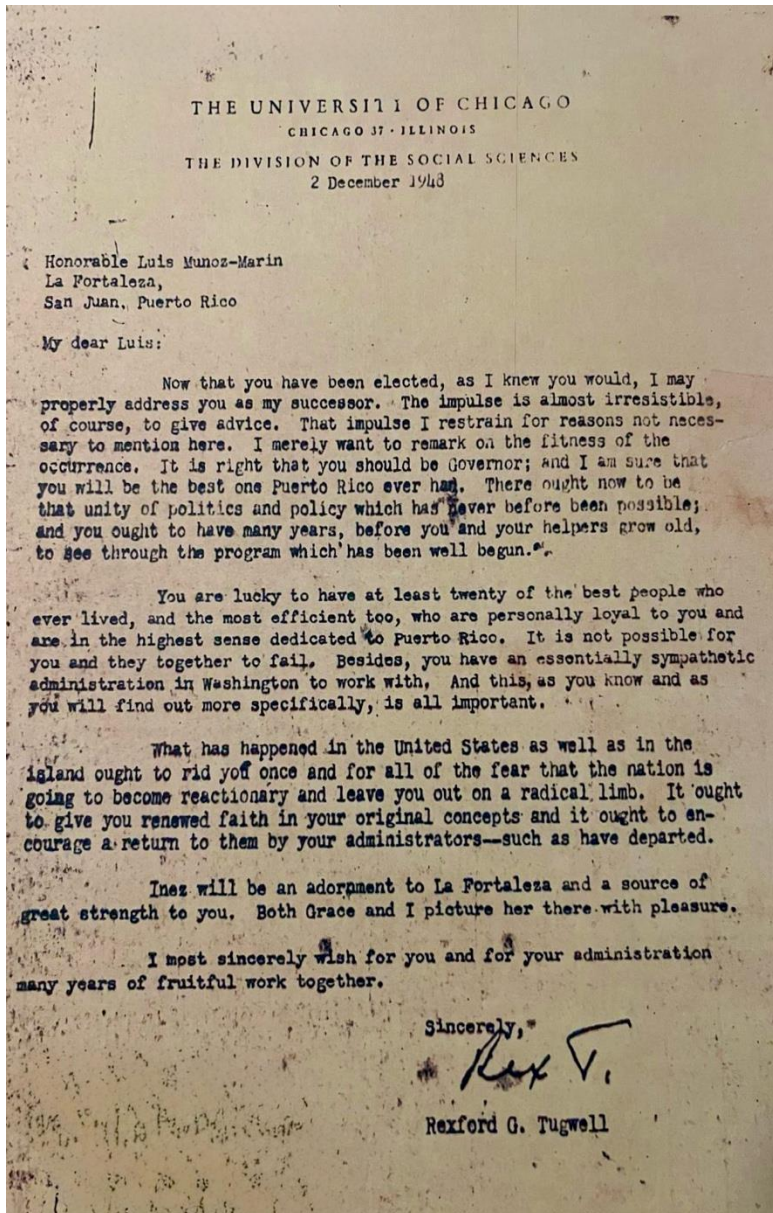 THE UNIVERSITY OF CHICAGO
CHICAGO 37 · ILLINOIS
THE DIVISION OF THE SOCIAL SCIENCES
2 December 1948
Honorable Luis Munoz-Marin
La Fortaleza,
San Juan, Puerto Rico
My dear Luis:
Now that you have been elected, as I knew you would, I may
properly address you as my successor. The impulse is almost irresistible,
of course, to give advice. That impulse I restrain for reasons not neces-
sary to mention here. I merely want to remark on the fitness of the
occurrence. It is right that you should be Governor; and I am sure that
you will be the best one Puerto Rico ever had. There ought now to be
that unity of politics and policy which has never before been possible;
and you ought to have many years, before you and your helpers grow old,
to see through the program which has been well begun.
You are lucky to have at least twenty of the best people who
ever lived, and the most efficient too, who are personally loyal to you and
are in the highest sense dedicated to Puerto Rico. It is not possible for
you and they together to fail. Besides, you have an essentially sympathetic
administration in Washington to work with. And this, as you know and as
you will find out more specifically, is all important.
What has happened in the United States as well as in the
island ought to rid you once and for all of the fear that the nation is
going to become reactionary and leave you out on a radical limb. It ought
to give you renewed faith in your original concepts and it ought to en-
courage a return to them by your administrators--such as have departed.
Inez will be an adornment to La Fortaleza and a source of
great strength to you. Both Grace and I picture her there with pleasure.
I most sincerely wish for you and for your administration
many years of fruitful work together.
Sincerely,
Rex T.
Rexford G. Tugwell